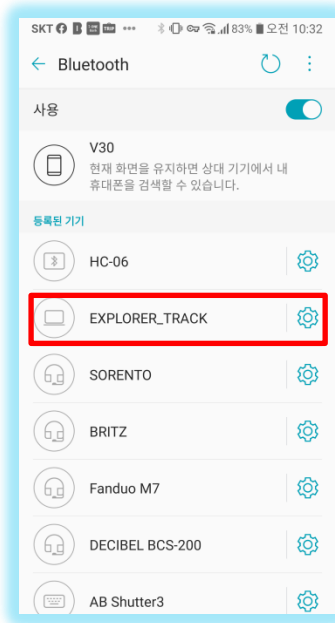 SKT ••• 83% 오전 10:32
← Bluetooth
사용
V30
현재 화면을 유지하면 상대 기기에서 내
휴대폰을 검색할 수 있습니다.
등록된 기기
HC-06
EXPLORER_TRACK
SORENTO
BRITZ
Fanduo M7
DECIBEL BCS-200
AB Shutter3